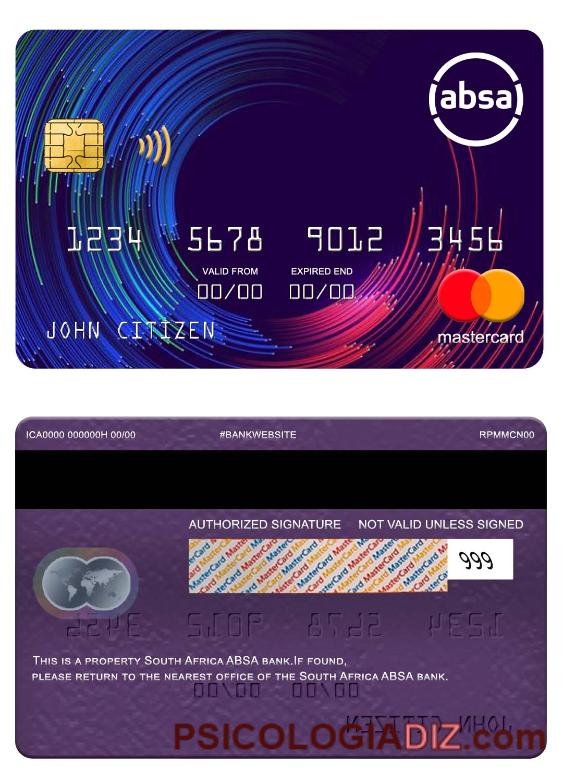 absa
1234 5678 9012 3456
VALID FROM EXPIRED END
00/00 00/00
JOHN CITIZEN
mastercard
ICA0000 000000H 00/00 #BANKWEBSITE RPMMCN00
AUTHORIZED SIGNATURE NOT VALID UNLESS SIGNED
MasterCard MasterCard MasterCard MasterCard MasterCard
999
THIS IS A PROPERTY SOUTH AFRICA ABSA BANK.IF FOUND,
PLEASE RETURN TO THE NEAREST OFFICE OF THE SOUTH AFRICA ABSA BANK.
00/00 00/00
JOHN CITIZEN
PSICOLOGIADIZ.com